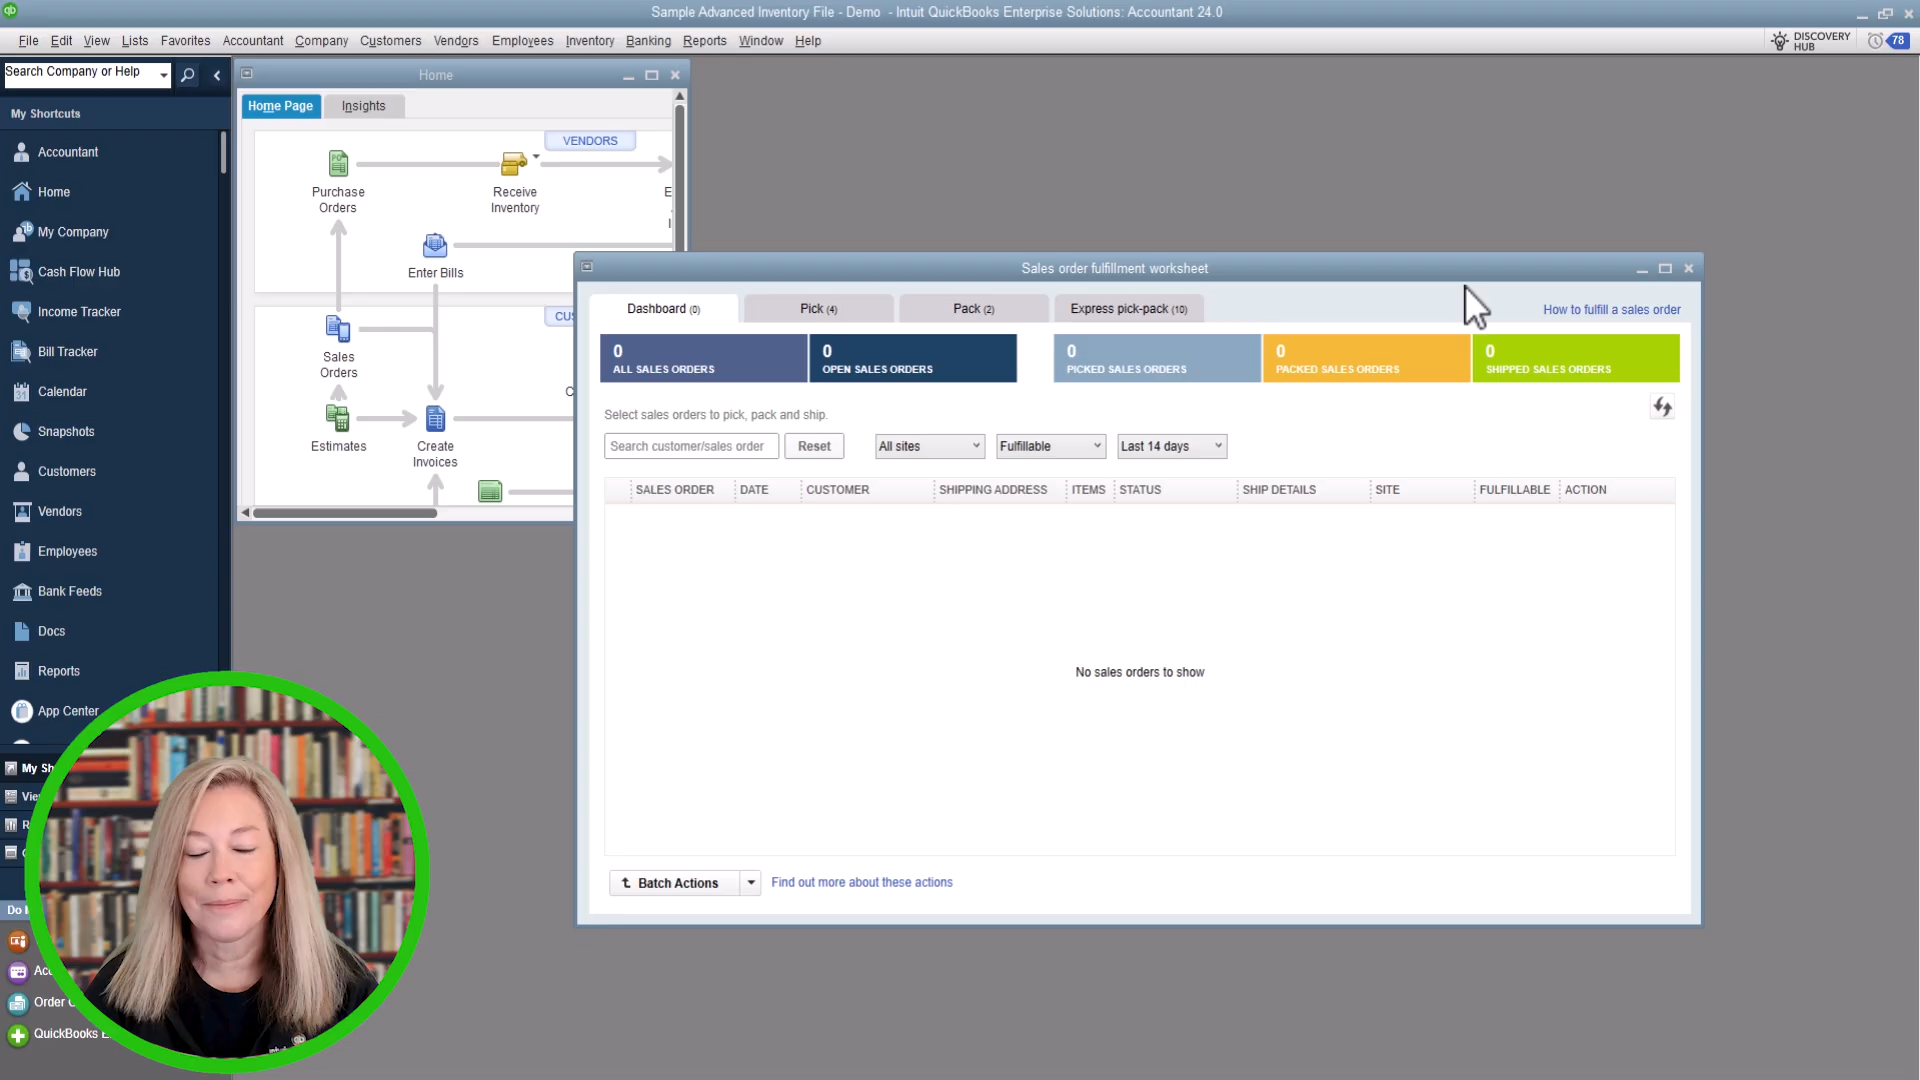 Sample Advanced Inventory File - Demo - Intuit QuickBooks Enterprise Solutions: Accountant 24.0
File Edit View Lists Favorites Accountant Company Customers Vendors Employees Inventory Banking Reports Window Help
DISCOVERY
HUB
78
Search Company or Help
My Shortcuts
Accountant
Home
My Company
Cash Flow Hub
Income Tracker
Bill Tracker
Calendar
Snapshots
Customers
Vendors
Employees
Bank Feeds
Docs
Reports
App Center
My Sh
Do
Order
QuickBooks E
Home
Home Page
Insights
VENDORS
Purchase
Orders
Receive
Inventory
Enter Bills
CUS
Sales
Orders
Estimates
Create
Invoices
Sales order fulfillment worksheet
Dashboard (0)
Pick (4)
Pack (2)
Express pick-pack (10)
How to fulfill a sales order
0
ALL SALES ORDERS
0
OPEN SALES ORDERS
0
PICKED SALES ORDERS
0
PACKED SALES ORDERS
0
SHIPPED SALES ORDERS
Select sales orders to pick, pack and ship.
Search customer/sales order
Reset
All sites
Fulfillable
Last 14 days
SALES ORDER DATE CUSTOMER SHIPPING ADDRESS ITEMS STATUS SHIP DETAILS SITE FULFILLABLE ACTION
No sales orders to show
Batch Actions
Find out more about these actions